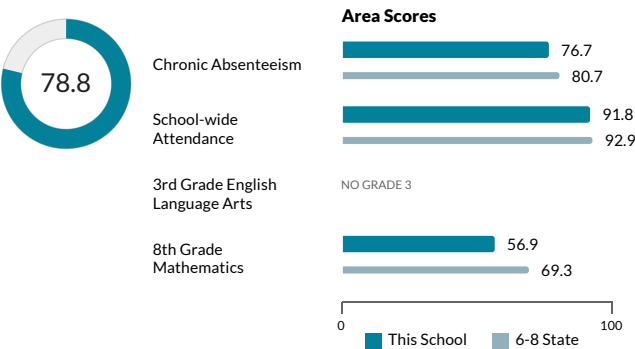 Area Scores
78.8
Chronic Absenteeism
76.7
80.7
School-wide
Attendance
91.8
92.9
3rd Grade English
Language Arts
NO GRADE 3
8th Grade
Mathematics
56.9
69.3
0
100
This School
6-8 State